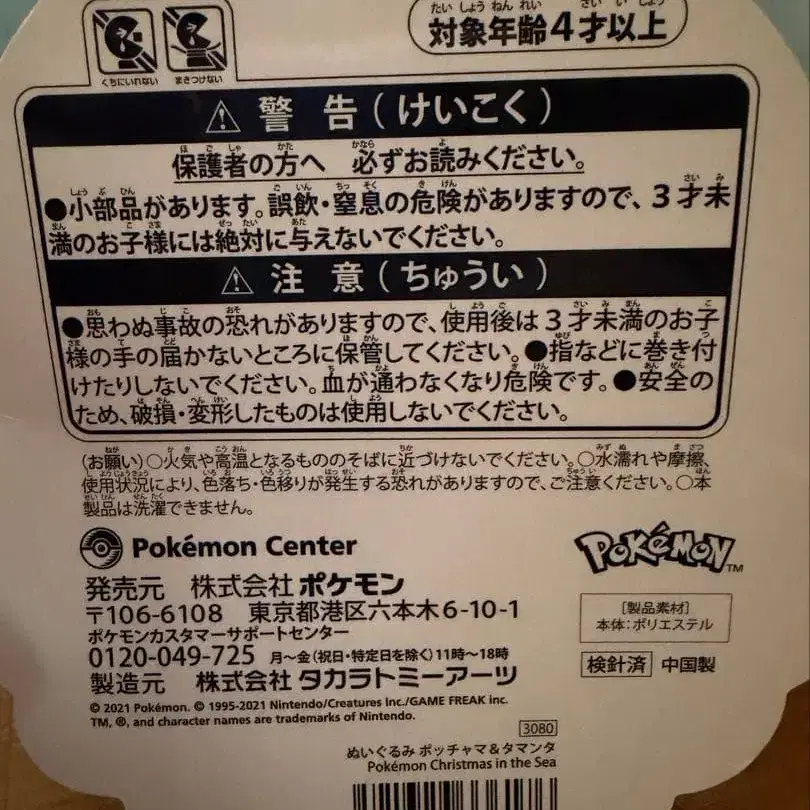 対象年齢4才以上
くちにいれない
まきつけない
警告(けいこく)
保護者の方へ 必ずお読みください。
●小部品があります。誤飲・窒息の危険がありますので、3才未
満のお子様には絶対に与えないでください。
注意(ちゅうい)
●思わぬ事故の恐れがありますので、使用後は3才未満のお子
様の手の届かないところに保管してください。●指などに巻き付
けたりしないでください。血が通わなくなり危険です。●安全の
ため、破損・変形したものは使用しないでください。
(お願い)○火気や高温となるもののそばに近づけないでください。○水濡れや摩擦、
使用状況により、色落ち・色移りが発生する恐れがありますので、ご注意ください。○本
製品は洗濯できません。
Pokémon Center
POKéMON™
発売元 株式会社ポケモン
〒106-6108 東京都港区六本木6-10-1
ポケモンカスタマーサポートセンター
0120-049-725 月～金(祝日・特定日を除く)11時～18時
製造元 株式会社タカラトミーアーツ
[製品素材]
本体:ポリエステル
検針済 中国製
© 2021 Pokémon. © 1995-2021 Nintendo/Creatures Inc./GAME FREAK inc.
TM, ®, and character names are trademarks of Nintendo.
3080
ぬいぐるみ ポッチャマ&タマンタ
Pokémon Christmas in the Sea